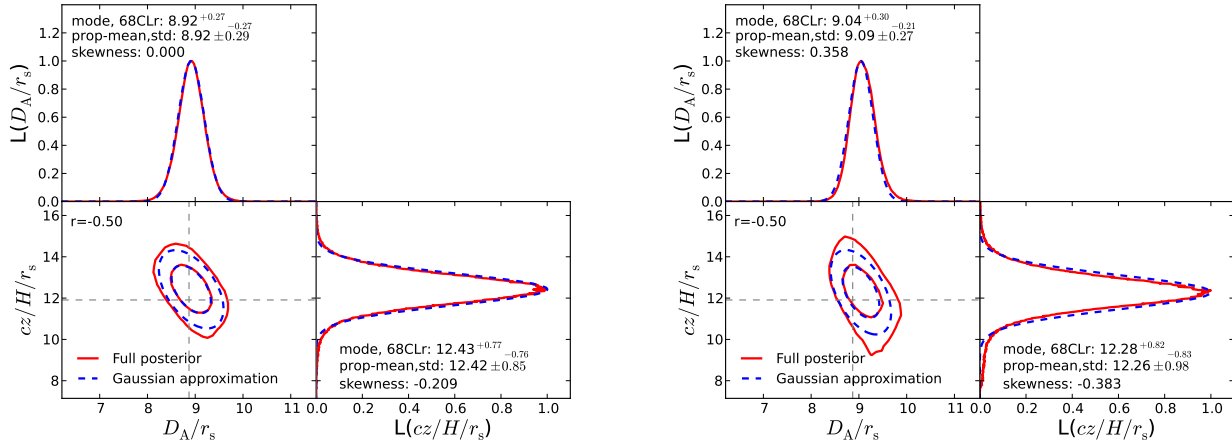 mode, 68CLr: 8.92 +0.27 −0.27
prop-mean,std: 8.92 ±0.29
skewness: 0.000
1.2
1.0
0.8
0.6
0.4
0.2
0.0
L(D_A/r_s)
r=-0.50
16
14
12
10
8
cz/H/r_s
Full posterior
Gaussian approximation
7 8 9 10 11
D_A/r_s
mode, 68CLr: 12.43 +0.77 −0.76
prop-mean,std: 12.42 ±0.85
skewness: -0.209
0.0 0.2 0.4 0.6 0.8 1.0
L(cz/H/r_s)
mode, 68CLr: 9.04 +0.30 −0.21
prop-mean,std: 9.09 ±0.27
skewness: 0.358
1.2
1.0
0.8
0.6
0.4
0.2
0.0
L(D_A/r_s)
r=-0.50
16
14
12
10
8
cz/H/r_s
Full posterior
Gaussian approximation
7 8 9 10 11
D_A/r_s
mode, 68CLr: 12.28 +0.82 −0.83
prop-mean,std: 12.26 ±0.98
skewness: -0.383
0.0 0.2 0.4 0.6 0.8 1.0
L(cz/H/r_s)